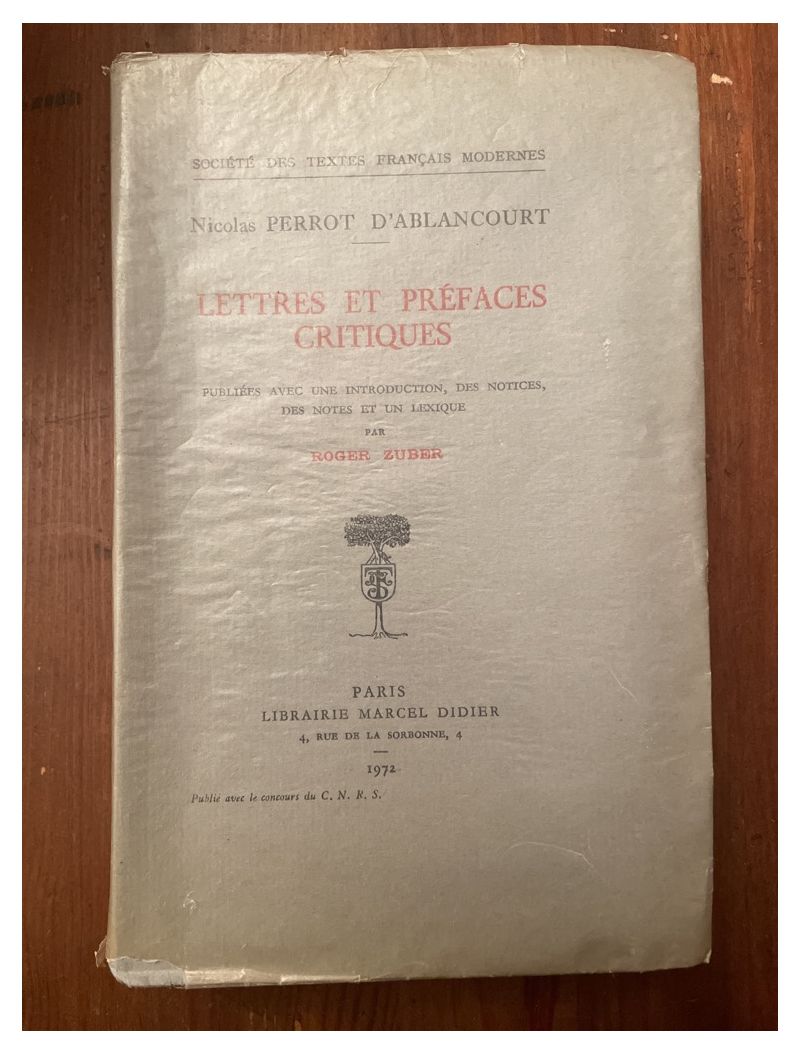 SOCIÉTÉ DES TEXTES FRANÇAIS MODERNES
Nicolas PERROT D'ABLANCOURT
LETTRES ET PRÉFACES
CRITIQUES
PUBLIÉES AVEC UNE INTRODUCTION, DES NOTICES,
DES NOTES ET UN LEXIQUE
PAR
ROGER ZUBER
PARIS
LIBRAIRIE MARCEL DIDIER
4, RUE DE LA SORBONNE, 4
1972
Publié avec le concours du C. N. R. S.